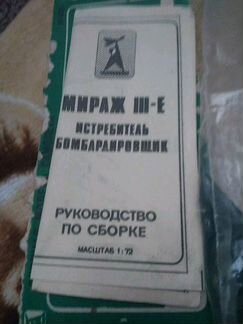 МИРАЖ III-Е
ИСТРЕБИТЕЛЬ
БОМБАРДИРОВЩИК
РУКОВОДСТВО
ПО СБОРКЕ
МАСШТАБ 1:72